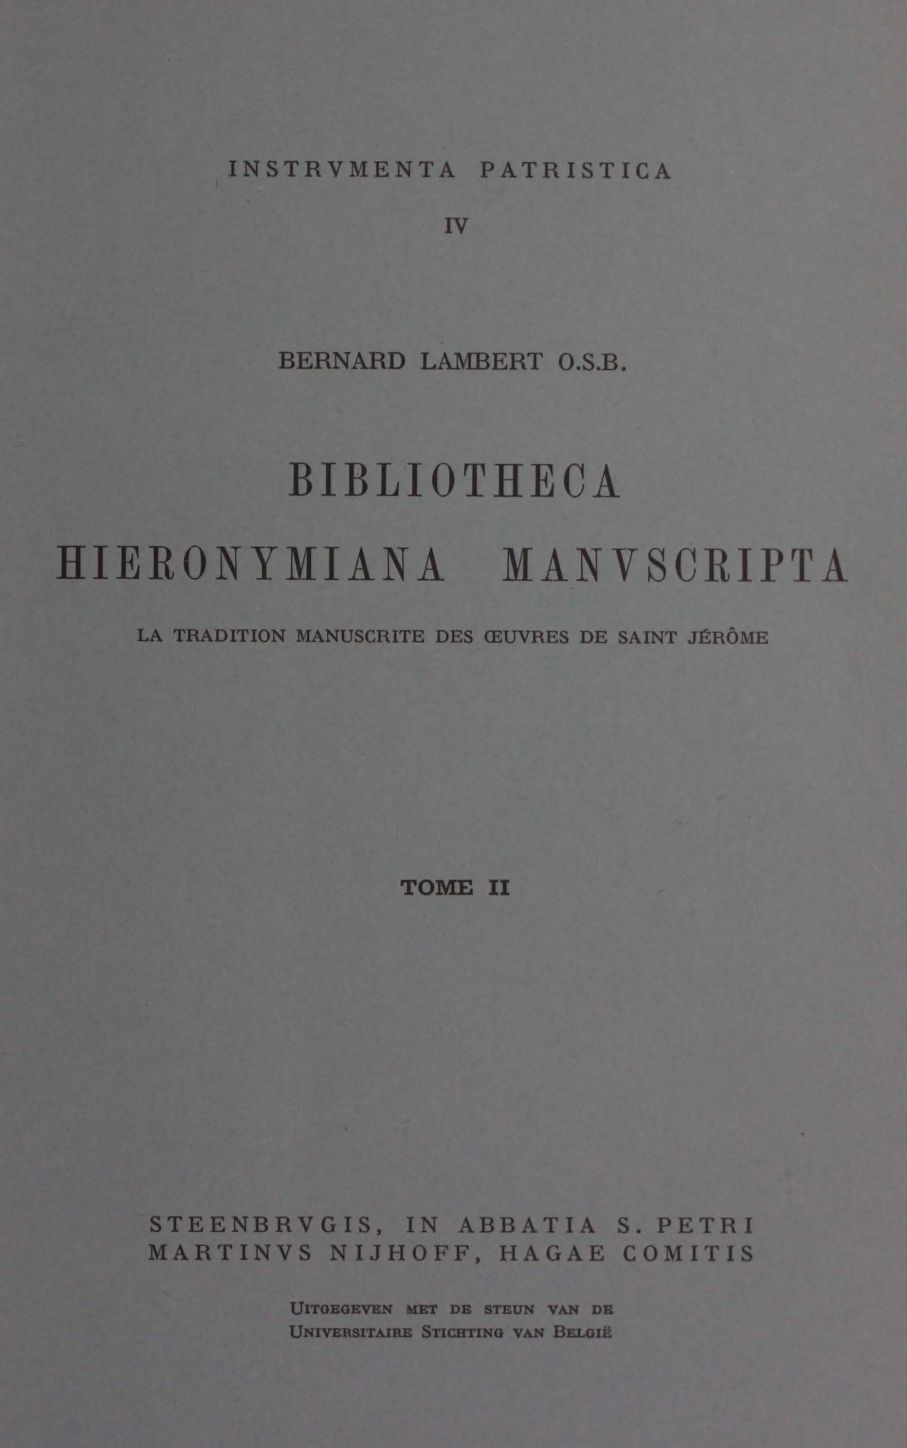 INSTRVMENTA PATRISTICA
IV
BERNARD LAMBERT O.S.B.
BIBLIOTHECA
HIERONYMIANA MANVSCRIPTA
LA TRADITION MANUSCRITE DES ŒUVRES DE SAINT JÉRÔME
TOME II
STEENBRVGIS, IN ABBATIA S. PETRI
MARTINVS NIJHOFF, HAGAE COMITIS
UITGEGEVEN MET DE STEUN VAN DE
UNIVERSITAIRE STICHTING VAN BELGIË